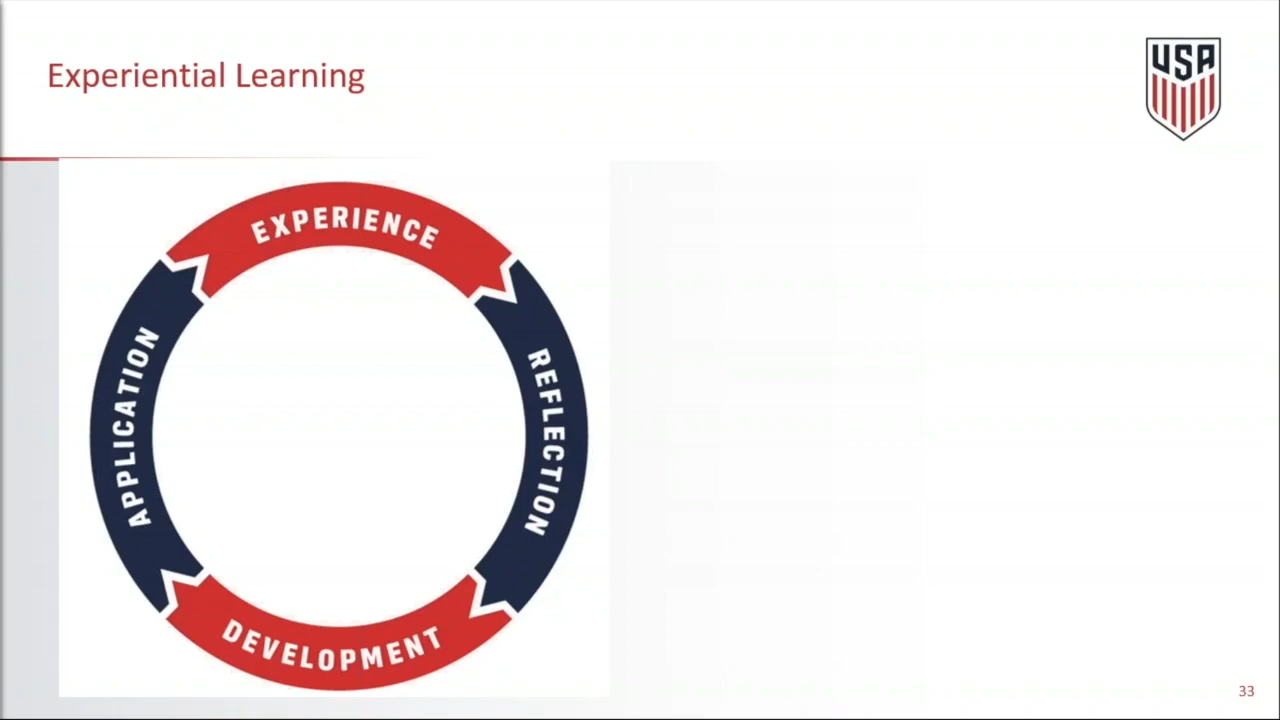 Experiential Learning
USA
EXPERIENCE
REFLECTION
DEVELOPMENT
APPLICATION
33